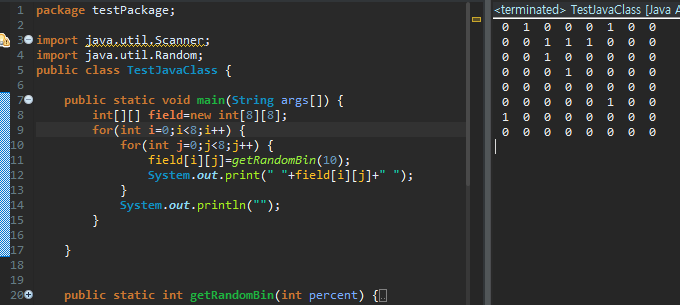 package testPackage;
import java.util.Scanner;
import java.util.Random;
public class TestJavaClass {
public static void main(String args[]) {
int[][] field=new int[8][8];
for(int i=0;i<8;i++) {
for(int j=0;j<8;j++) {
field[i][j]=getRandomBin(10);
System.out.print(" "+field[i][j]+" ");
}
System.out.println("");
}
}
public static int getRandomBin(int percent) {
1
2
3
4
5
6
7
8
9
10
11
12
13
14
15
16
17
18
19
20
<terminated> TestJavaClass [Java A
0 1 0 0 0 1 0 0
0 0 1 1 1 0 0 0
0 0 1 0 0 0 0 0
0 0 0 1 0 0 0 0
0 0 0 0 0 0 0 0
0 0 0 0 0 1 0 0
1 0 0 0 0 0 0 0
0 0 0 0 0 0 0 0